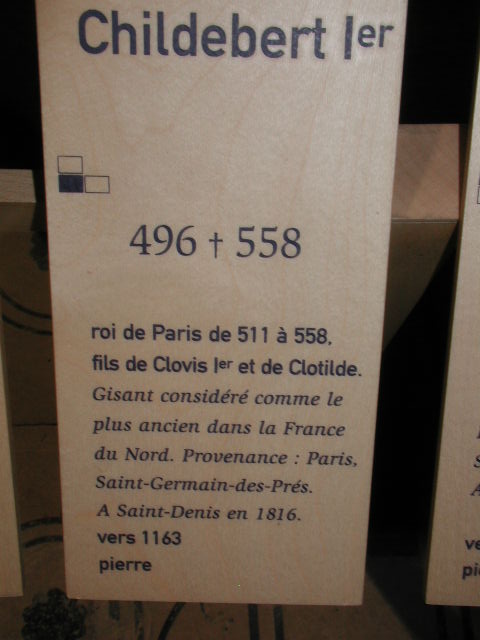 Childebert Ier
496 † 558
roi de Paris de 511 à 558,
fils de Clovis Ier et de Clotilde.
Gisant considéré comme le
plus ancien dans la France
du Nord. Provenance : Paris,
Saint-Germain-des-Prés.
A Saint-Denis en 1816.
vers 1163
pierre